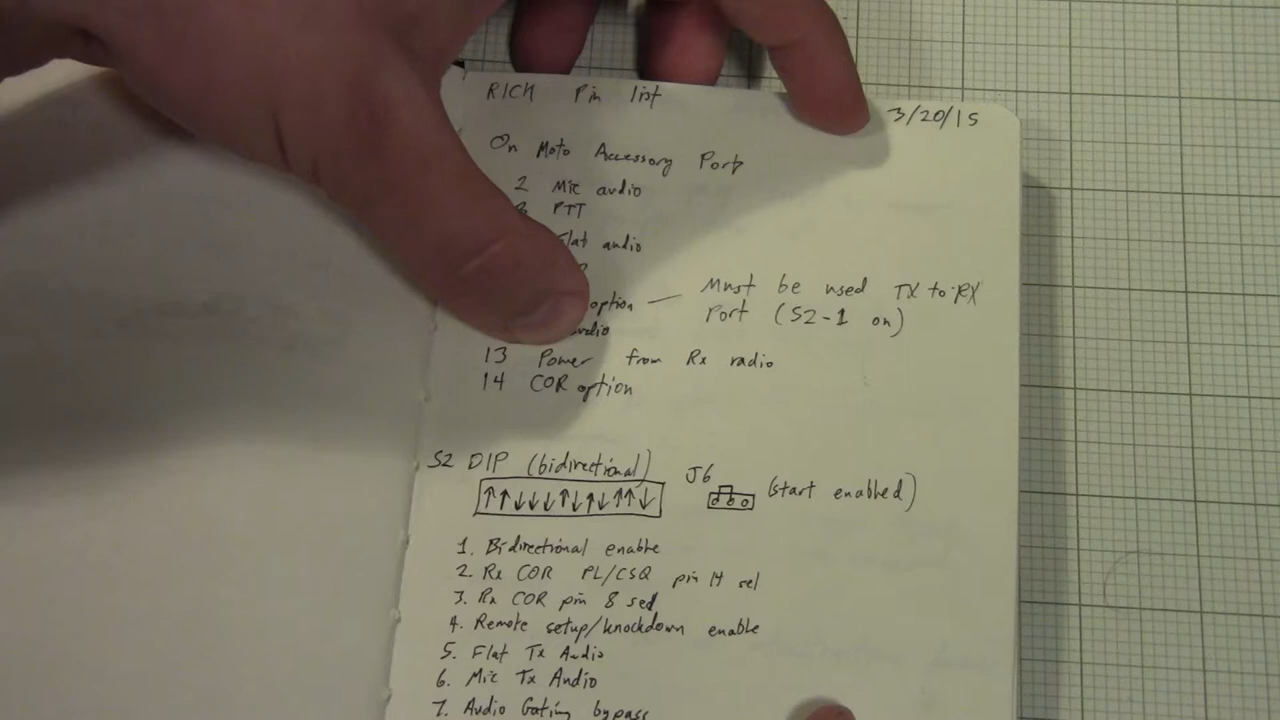 RICK Pin list
3/20/15
On Moto Accessory Port
2 Mic audio
PTT
Flat audio
option — Must be used TX to RX
Port (S2-1 on)
13 Power from Rx radio
14 COR option
S2 DIP (bidirectional)
↑↑↓↓↓↑↓↑↓↑↑↓
J6
(start enabled)
1. Bidirectional enable
2. Rx COR PL/CSQ pin 14 sel
3. Rx COR pin 8 sel
4. Remote setup/knockdown enable
5. Flat Tx Audio
6. Mic Tx Audio
7. Audio Gating bypass